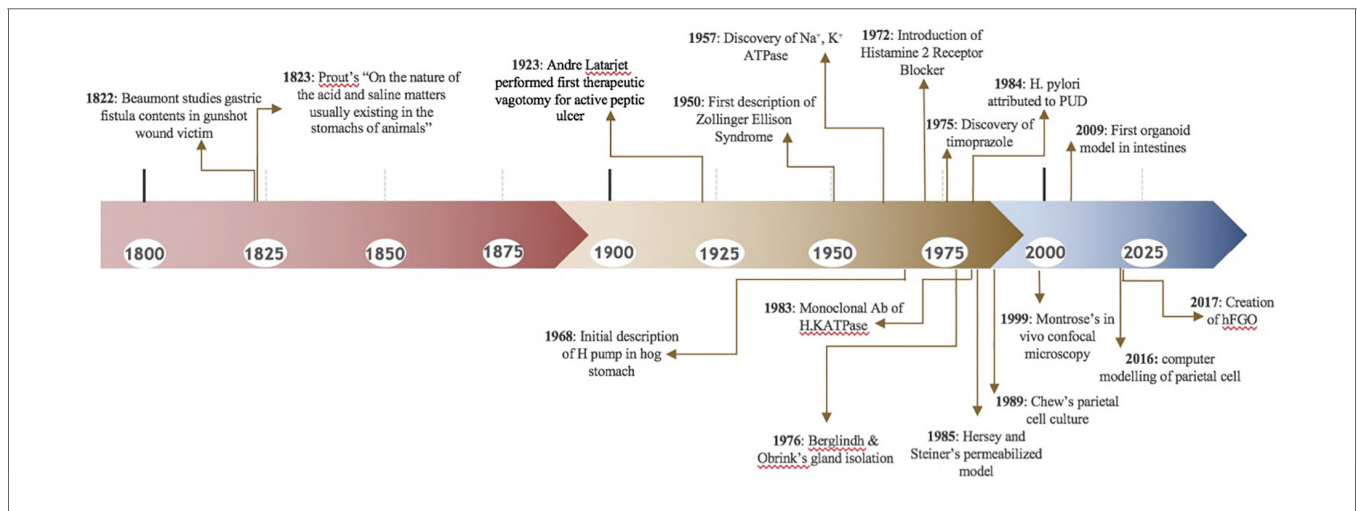 1822: Beaumont studies gastric
fistula contents in gunshot
wound victim
1823: Prout's “On the nature of
the acid and saline matters
usually existing in the
stomachs of animals”
1923: Andre Latarjet
performed first therapeutic
vagotomy for active peptic
ulcer
1957: Discovery of Na⁺, K⁺
ATPase
1950: First description of
Zollinger Ellison
Syndrome
1972: Introduction of
Histamine 2 Receptor
Blocker
1975: Discovery of
timoprazole
1984: H. pylori
attributed to PUD
2009: First organoid
model in intestines
1800 1825 1850 1875 1900 1925 1950 1975 2000 2025
1968: Initial description
of H pump in hog
stomach
1983: Monoclonal Ab of
H.KATPase
1976: Berglindh &
Obrink's gland isolation
1985: Hersey and
Steiner's permeabilized
model
1989: Chew's parietal
cell culture
1999: Montrose's in
vivo confocal
microscopy
2016: computer
modelling of parietal cell
2017: Creation
of hFGO